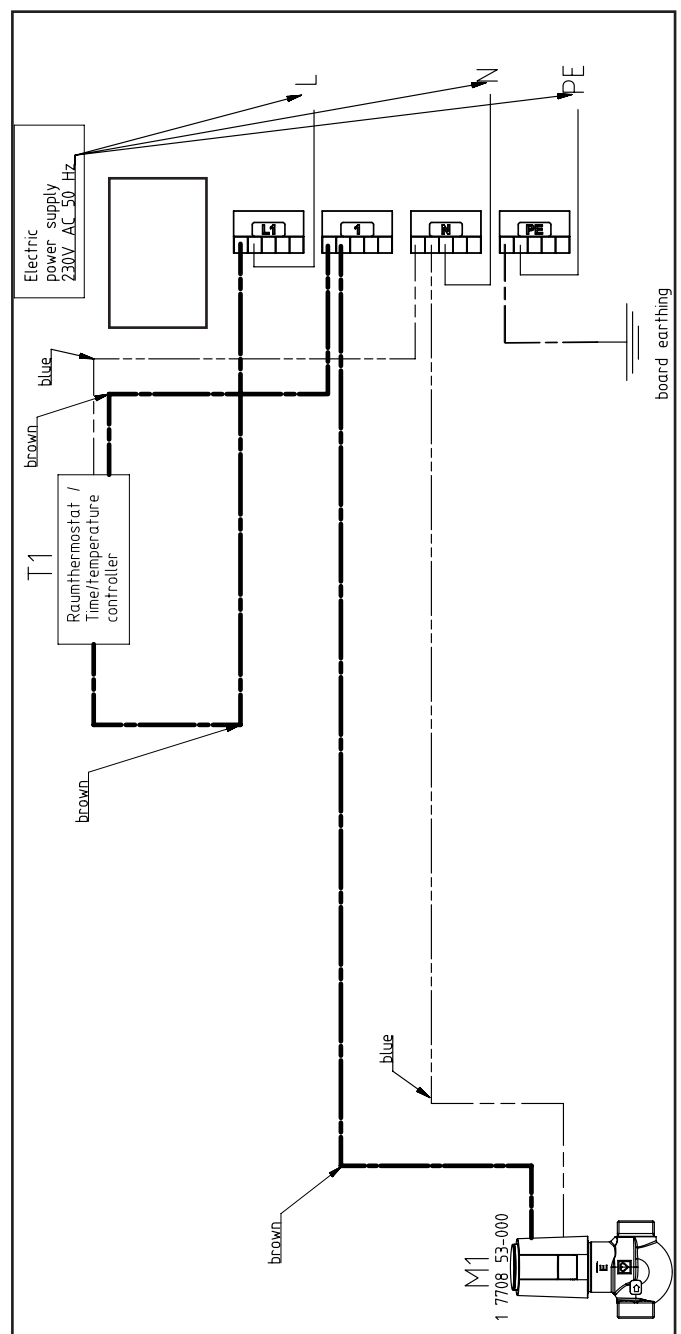 Electric
power supply
230V AC 50 Hz
L
N
PE
L1
1
N
PE
board earthing
blue
brown
T1
Raumthermostat /
Time/temperature
controller
brown
blue
brown
M1
1 7708 53-000
E